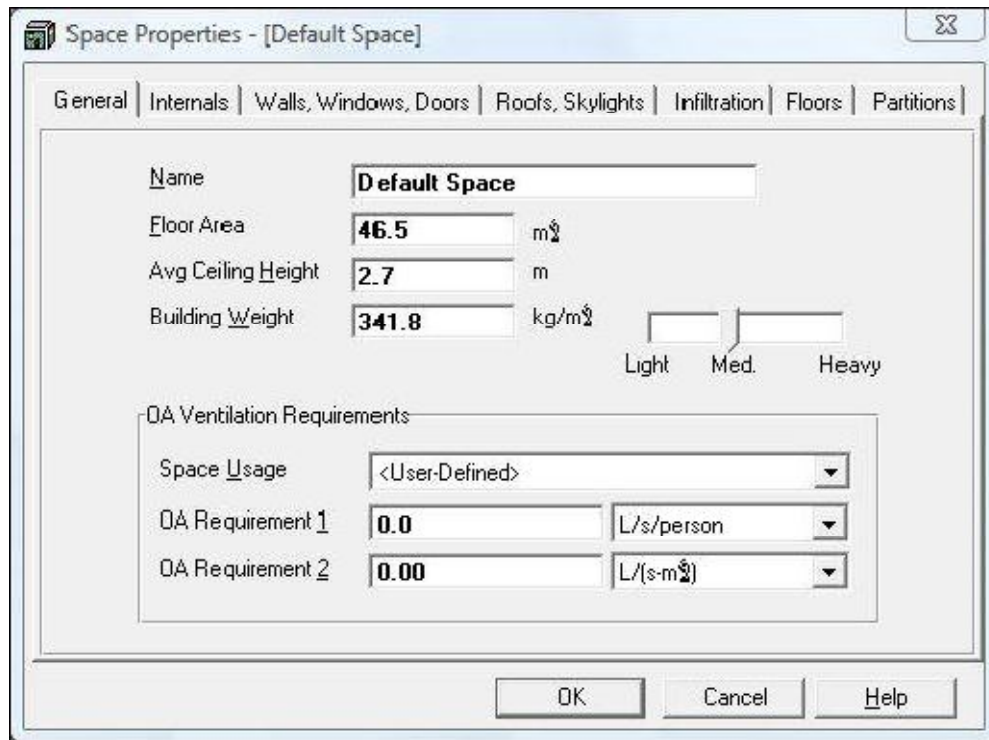 Space Properties - [Default Space]
General Internals Walls, Windows, Doors Roofs, Skylights Infiltration Floors Partitions
Name Default Space
Floor Area 46.5 m²
Avg Ceiling Height 2.7 m
Building Weight 341.8 kg/m²
Light Med. Heavy
OA Ventilation Requirements
Space Usage <User-Defined>
OA Requirement 1 0.0 L/s/person
OA Requirement 2 0.00 L/(s-m²)
OK Cancel Help